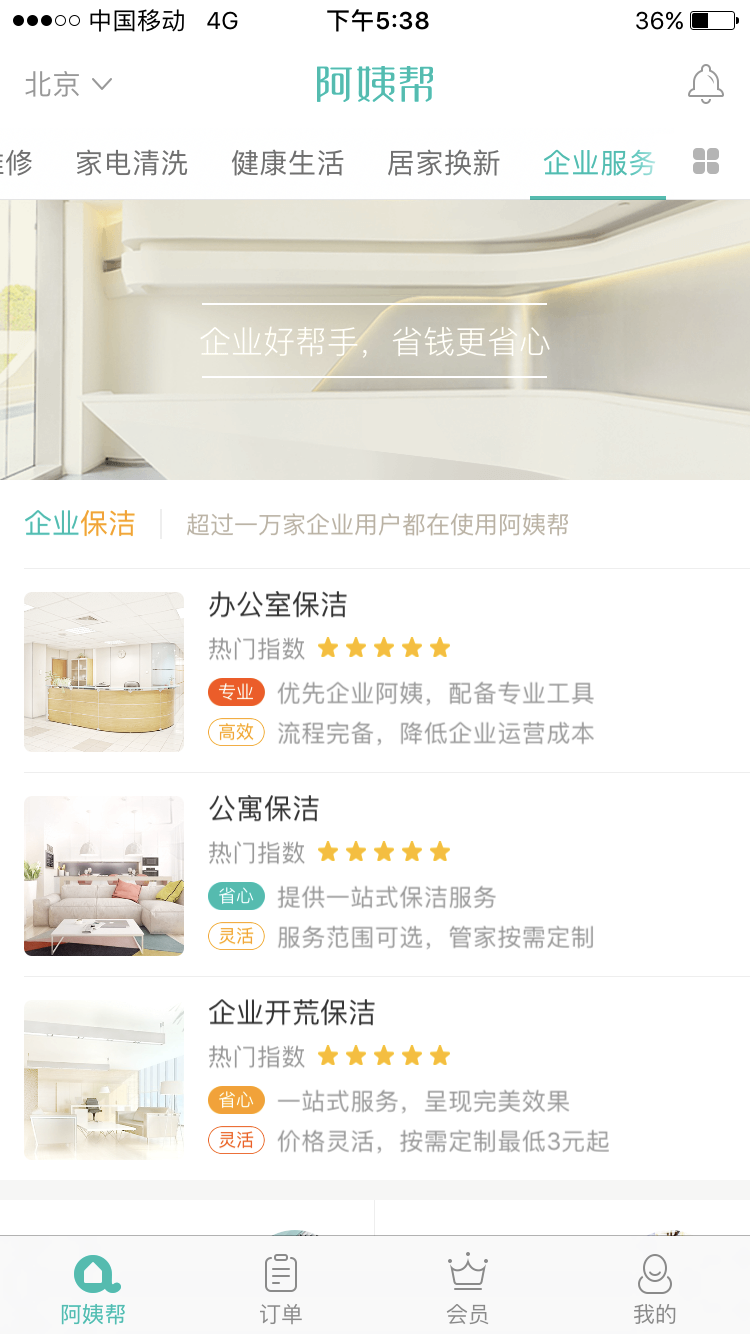 中国移动 4G 下午5:38 36%
北京 阿姨帮
修 家电清洗 健康生活 居家换新 企业服务
企业好帮手，省钱更省心
企业保洁 超过一万家企业用户都在使用阿姨帮
办公室保洁
热门指数
专业 优先企业阿姨，配备专业工具
高效 流程完备，降低企业运营成本
公寓保洁
热门指数
省心 提供一站式保洁服务
灵活 服务范围可选，管家按需定制
企业开荒保洁
热门指数
省心 一站式服务，呈现完美效果
灵活 价格灵活，按需定制最低3元起
阿姨帮 订单 会员 我的